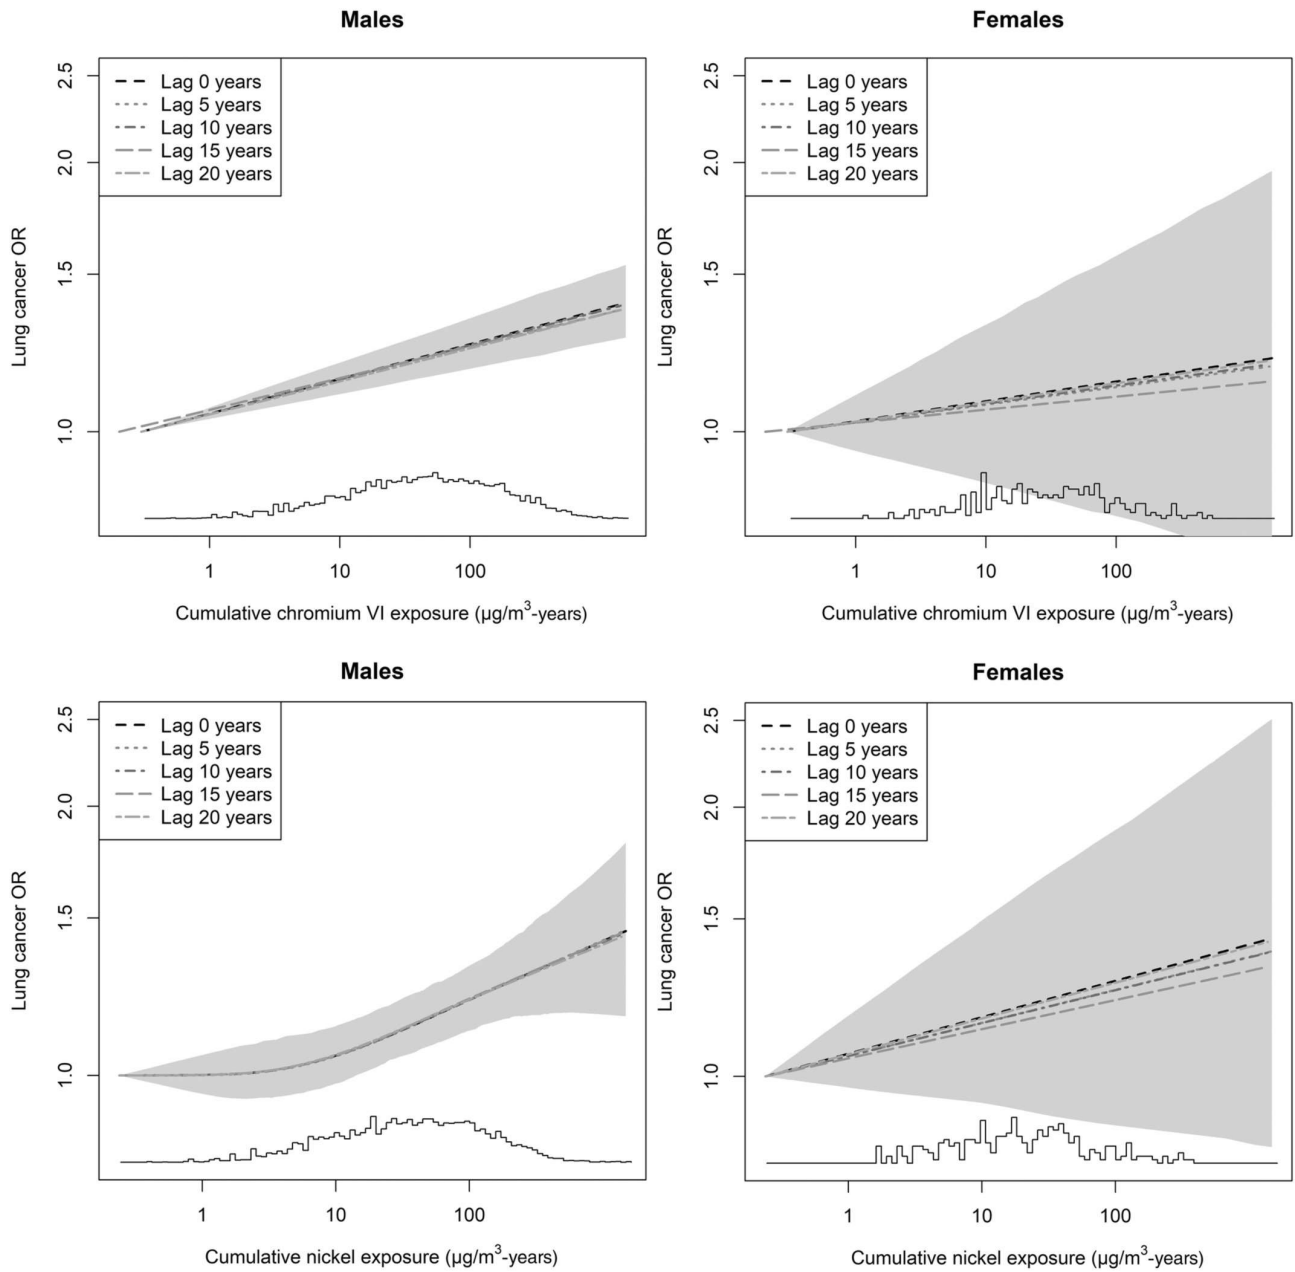 Males
Lung cancer OR
2.5
2.0
1.5
1.0
Lag 0 years
Lag 5 years
Lag 10 years
Lag 15 years
Lag 20 years
1 10 100
Cumulative chromium VI exposure (µg/m³-years)
Females
Lung cancer OR
2.5
2.0
1.5
1.0
Lag 0 years
Lag 5 years
Lag 10 years
Lag 15 years
Lag 20 years
1 10 100
Cumulative chromium VI exposure (µg/m³-years)
Males
Lung cancer OR
2.5
2.0
1.5
1.0
Lag 0 years
Lag 5 years
Lag 10 years
Lag 15 years
Lag 20 years
1 10 100
Cumulative nickel exposure (µg/m³-years)
Females
Lung cancer OR
2.5
2.0
1.5
1.0
Lag 0 years
Lag 5 years
Lag 10 years
Lag 15 years
Lag 20 years
1 10 100
Cumulative nickel exposure (µg/m³-years)